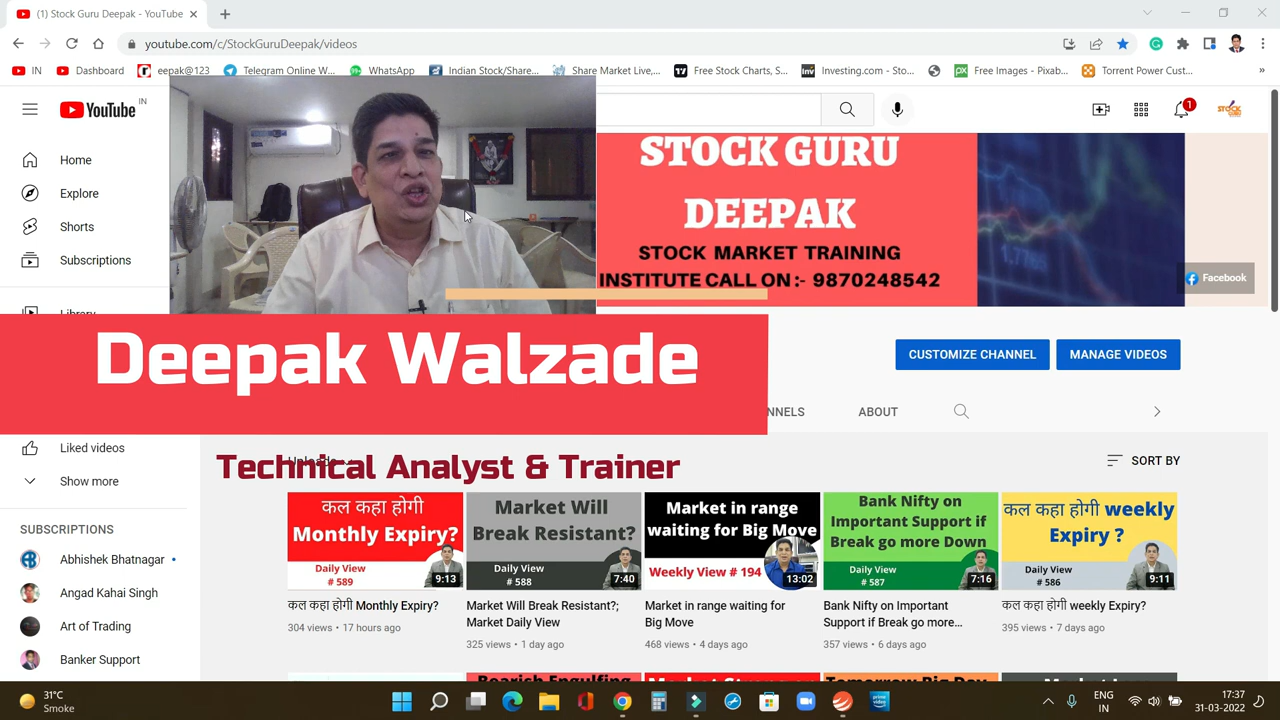 (1) Stock Guru Deepak - YouTube
youtube.com/c/StockGuruDeepak/videos
IN
Dashboard
eepak@123
Telegram Online W...
WhatsApp
Indian Stock/Share...
Share Market Live,...
Free Stock Charts, S...
Investing.com - Sto...
Free Images - Pixab...
Torrent Power Cust...
YouTube IN
1
Home
Explore
Shorts
Subscriptions
STOCK GURU
DEEPAK
STOCK MARKET TRAINING
INSTITUTE CALL ON:- 9870248542
Facebook
Deepak Walzade
CUSTOMIZE CHANNEL
MANAGE VIDEOS
NNELS
ABOUT
Liked videos
Show more
Technical Analyst & Trainer
SORT BY
SUBSCRIPTIONS
Abhishek Bhatnagar
Angad Kahai Singh
Art of Trading
Banker Support
कल कहा होगी
Monthly Expiry?
Daily View
# 589
9:13
कल कहा होगी Monthly Expiry?
304 views • 17 hours ago
Market Will
Break Resistant?
Daily View
# 588
7:40
Market Will Break Resistant?;
Market Daily View
325 views • 1 day ago
Market in range
waiting for Big Move
Weekly View # 194
13:02
Market in range waiting for
Big Move
468 views • 4 days ago
Bank Nifty on
Important Support if
Break go more Down
Daily View
# 587
7:16
Bank Nifty on Important
Support if Break go more...
357 views • 6 days ago
कल कहा होगी weekly
Expiry ?
Daily View
# 586
9:11
कल कहा होगी weekly Expiry?
395 views • 7 days ago
31°C
Smoke
ENG
IN
17:37
31-03-2022